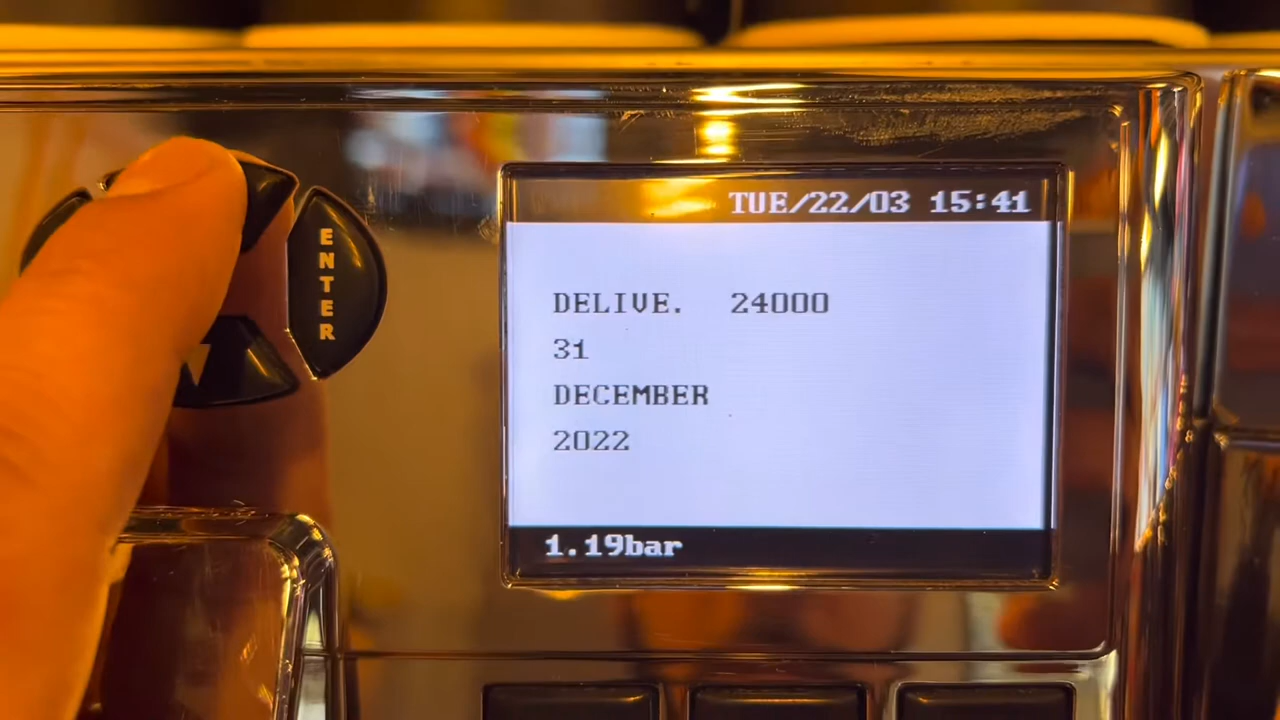 TUE/22/03 15:41
ENTER
DELIVE. 24000
31
DECEMBER
2022
1.19bar